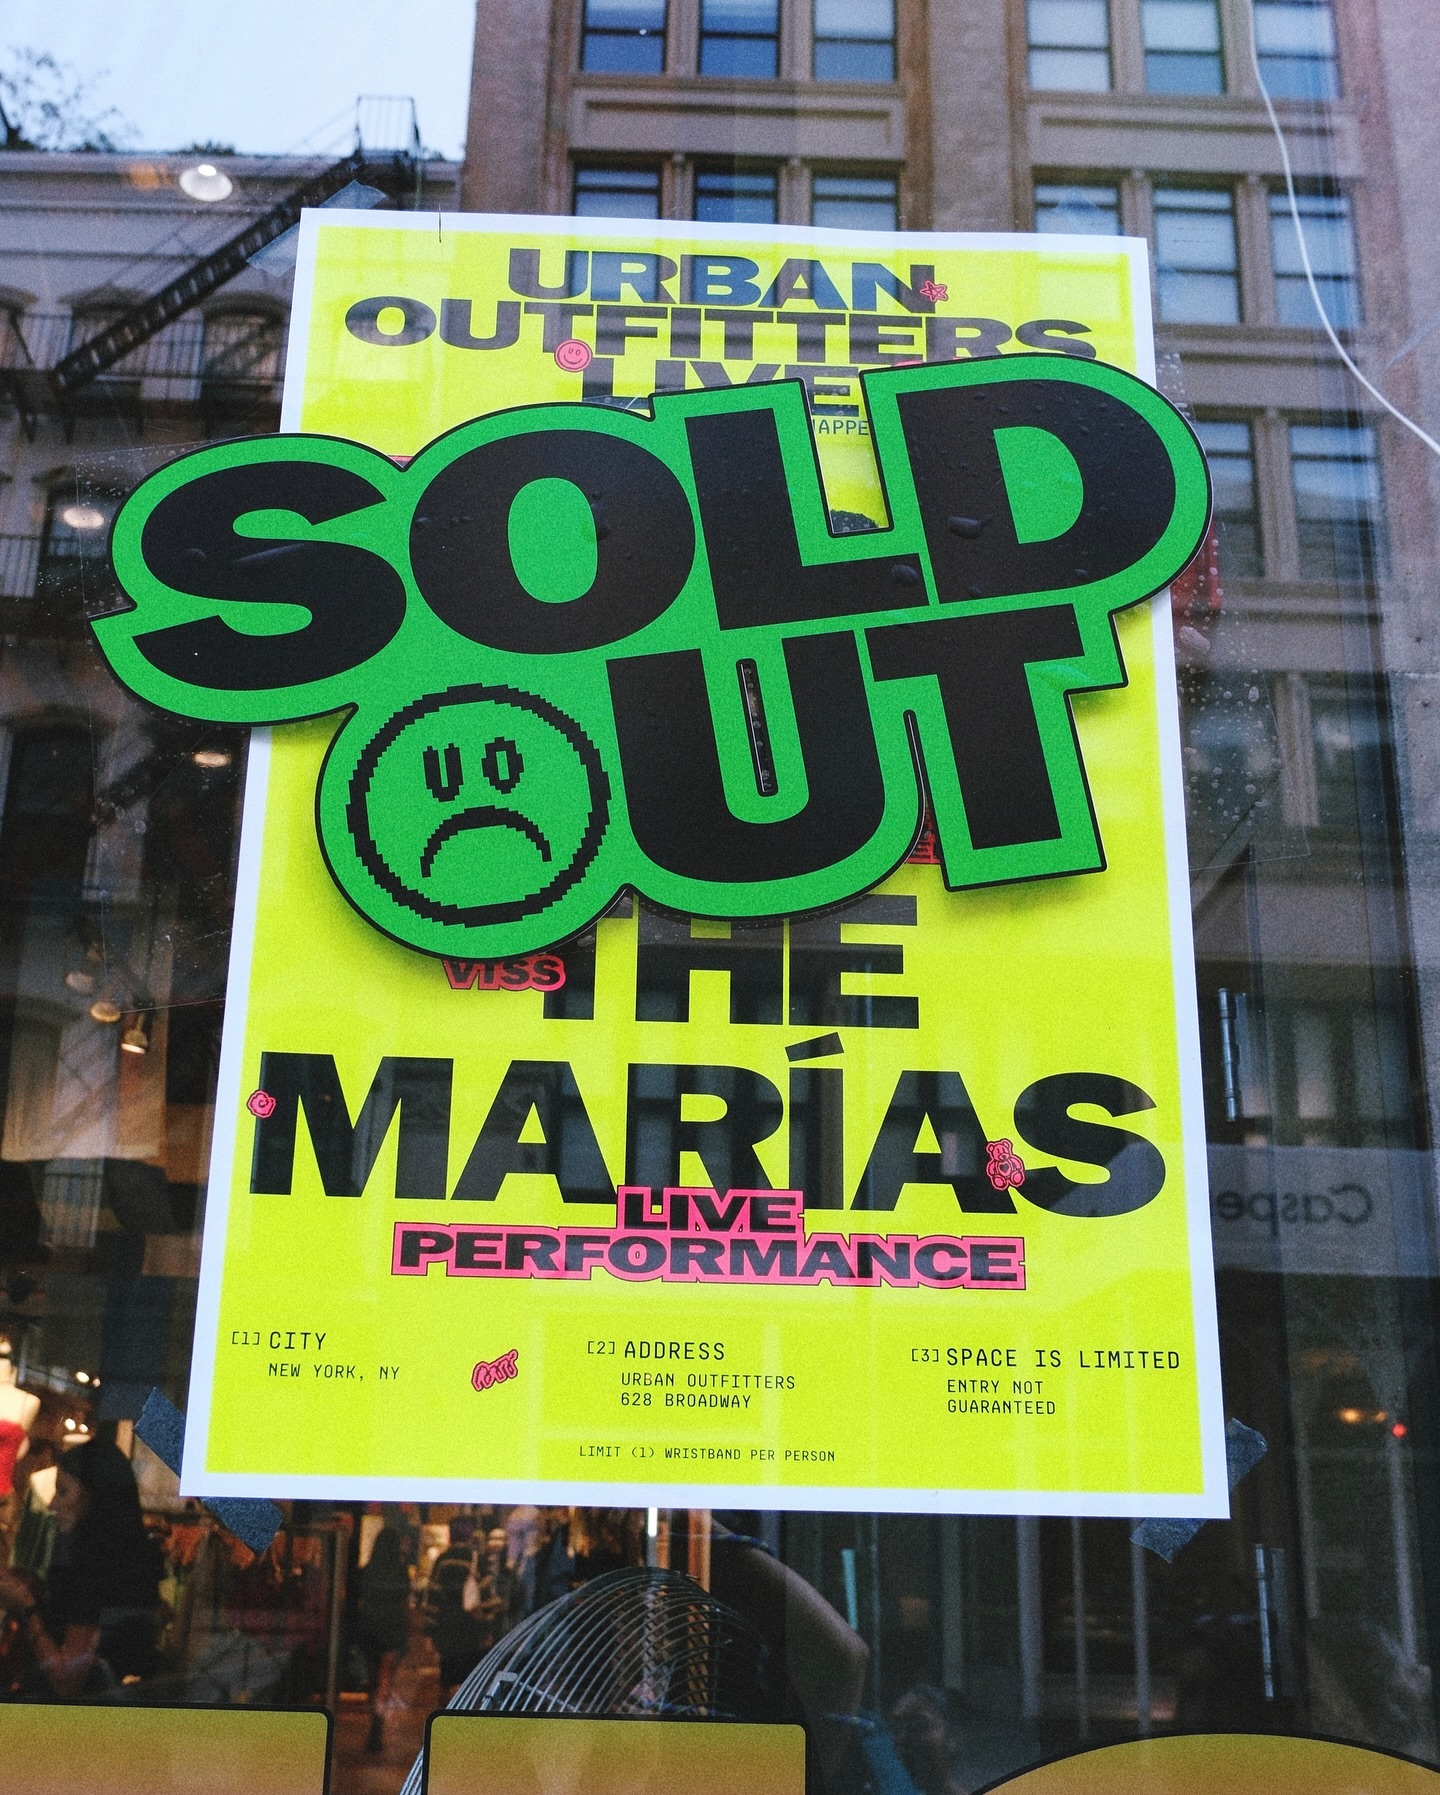 URBAN
OUTFITTERS
LIVE
SOLD
OUT
THE
MARÍAS
LIVE
PERFORMANCE
[1] CITY
NEW YORK, NY
[2] ADDRESS
URBAN OUTFITTERS
628 BROADWAY
[3] SPACE IS LIMITED
ENTRY NOT
GUARANTEED
LIMIT (1) WRISTBAND PER PERSON